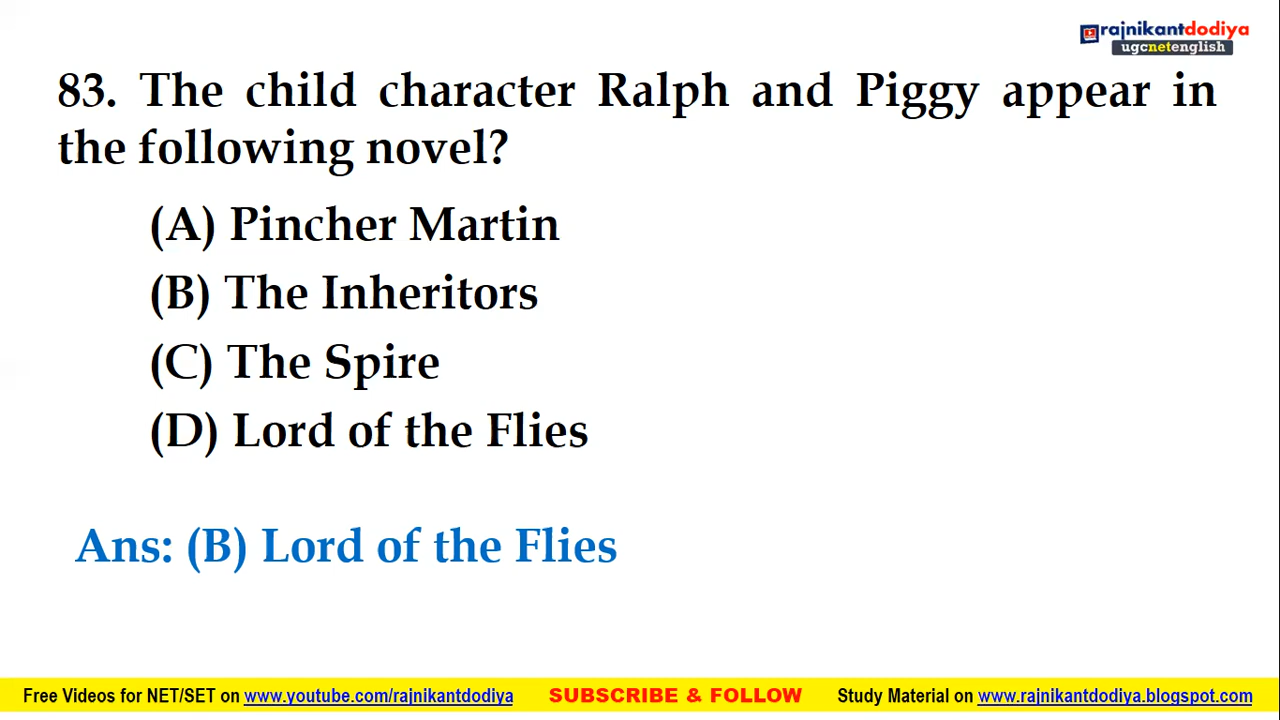 rajnikantdodiya
ugcnetenglish
83. The child character Ralph and Piggy appear in
the following novel?
(A) Pincher Martin
(B) The Inheritors
(C) The Spire
(D) Lord of the Flies
Ans: (B) Lord of the Flies
Free Videos for NET/SET on www.youtube.com/rajnikantdodiya SUBSCRIBE & FOLLOW Study Material on www.rajnikantdodiya.blogspot.com